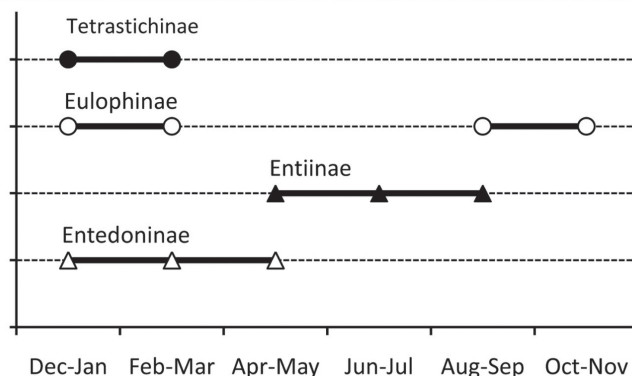 Tetrastichinae
Eulophinae
Entiinae
Entedoninae
Dec-Jan Feb-Mar Apr-May Jun-Jul Aug-Sep Oct-Nov